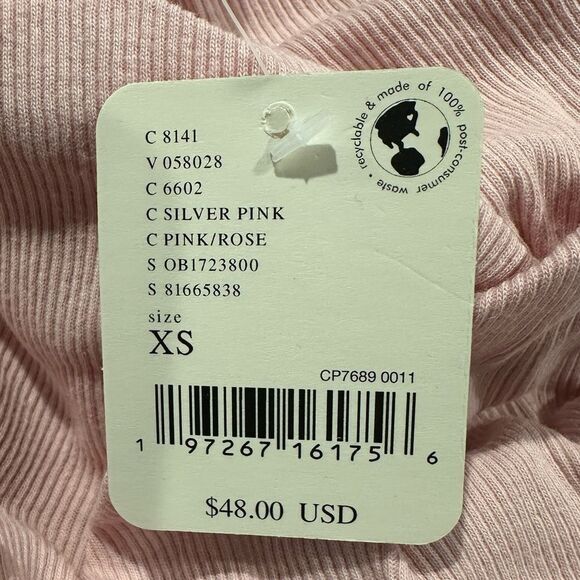 recyclable & made of 100% post-consumer waste •
C 8141
V 058028
C 6602
C SILVER PINK
C PINK/ROSE
S OB1723800
S 81665838
size
XS
CP7689 0011
1 97267 16175 6
$48.00 USD